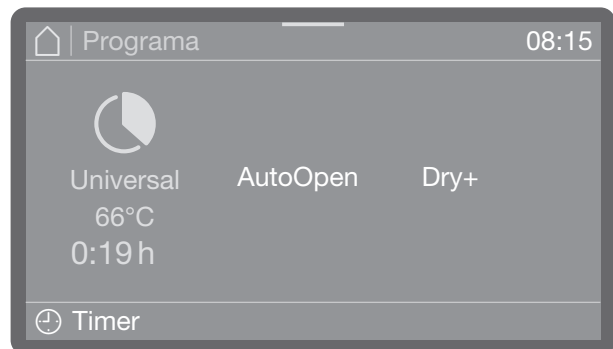 Programa 08:15
Universal AutoOpen Dry+
66°C
0:19 h
Timer